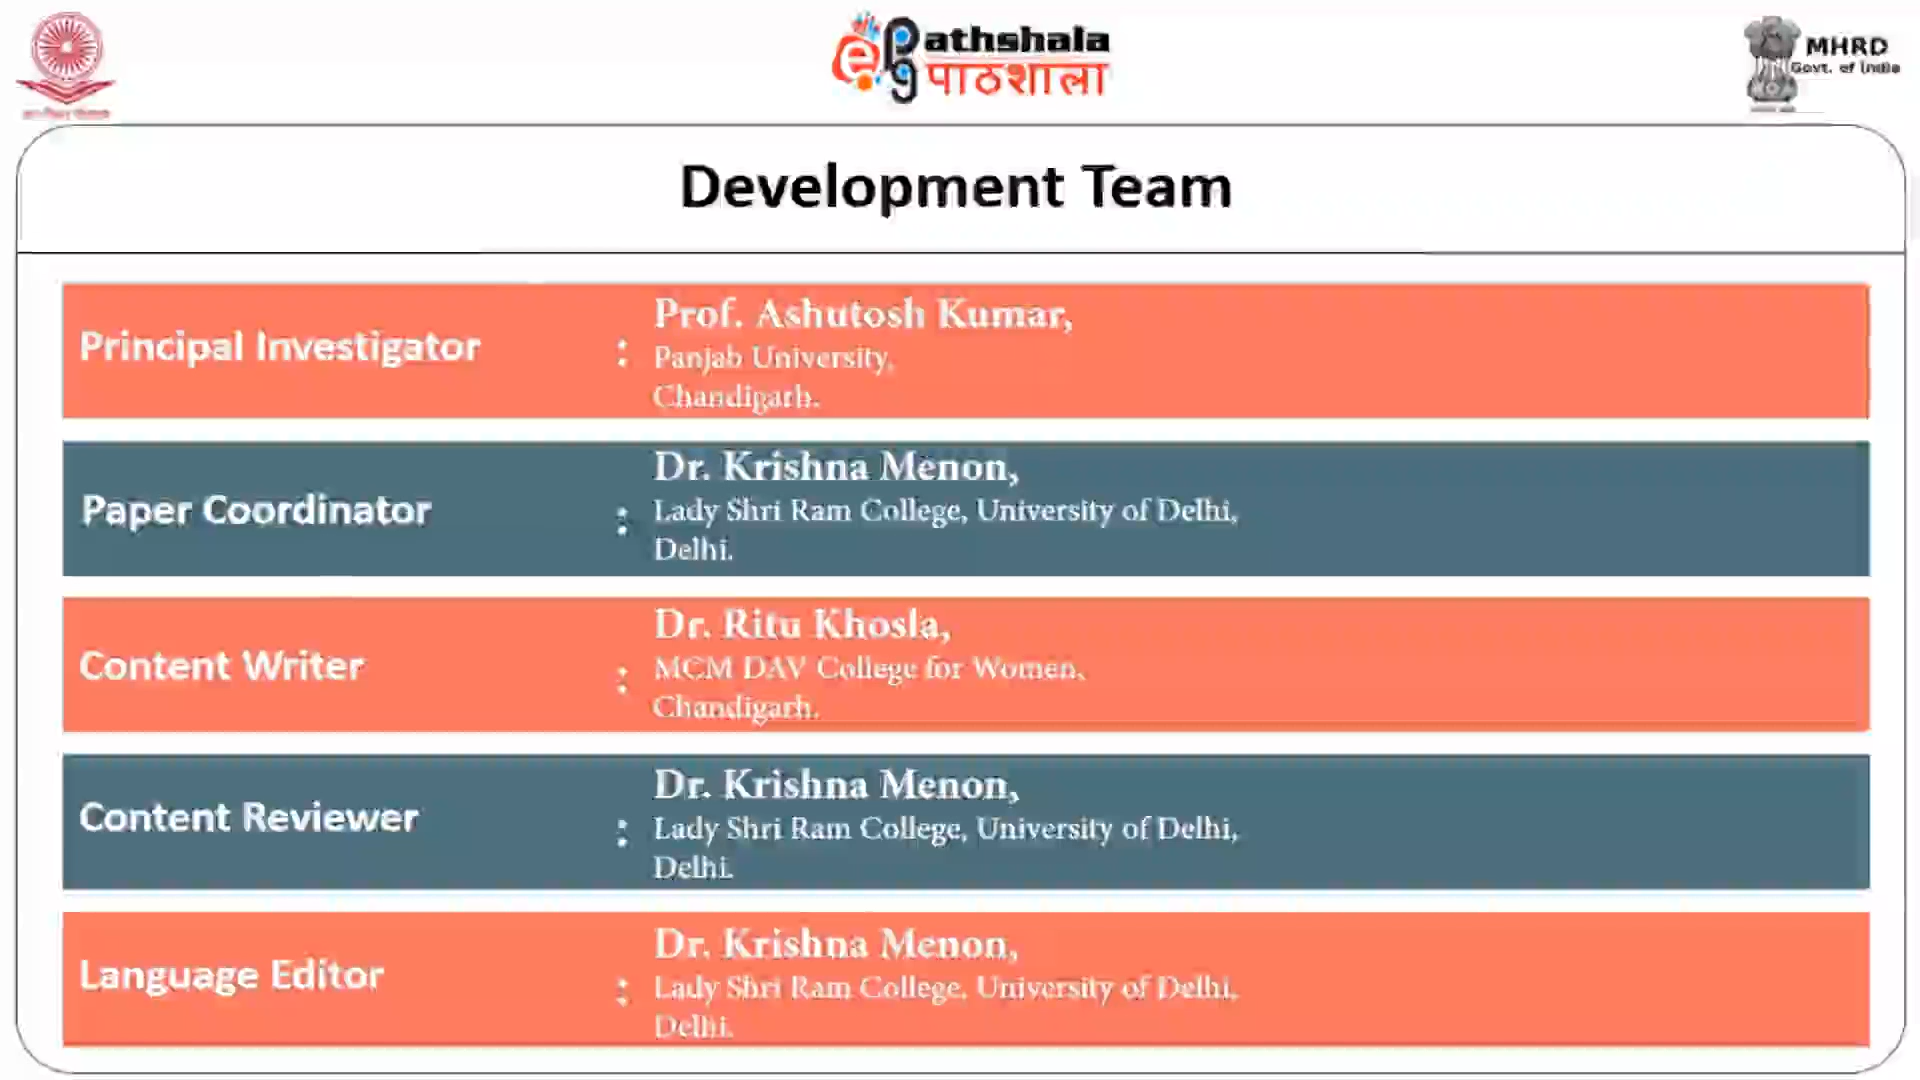 ePG Pathshala
पाठशाला
MHRD
Govt. of India
Development Team
Principal Investigator
:
Prof. Ashutosh Kumar,
Panjab University,
Chandigarh.
Paper Coordinator
:
Dr. Krishna Menon,
Lady Shri Ram College, University of Delhi,
Delhi.
Content Writer
:
Dr. Ritu Khosla,
MCM DAV College for Women,
Chandigarh.
Content Reviewer
:
Dr. Krishna Menon,
Lady Shri Ram College, University of Delhi,
Delhi.
Language Editor
:
Dr. Krishna Menon,
Lady Shri Ram College, University of Delhi,
Delhi.